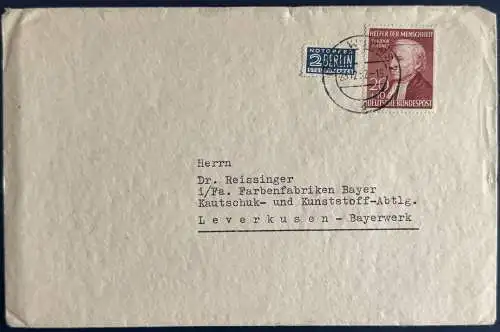 NOTOPFER
2 BERLIN
STEUERMARKE
HELFER DER MENSCHHEIT
20
DEUTSCHE BUNDESPOST
Herrn
Dr. Reissinger
i/Fa. Farbenfabriken Bayer
Kautschuk- und Kunststoff-Abtlg.
Leverkusen - Bayerwerk